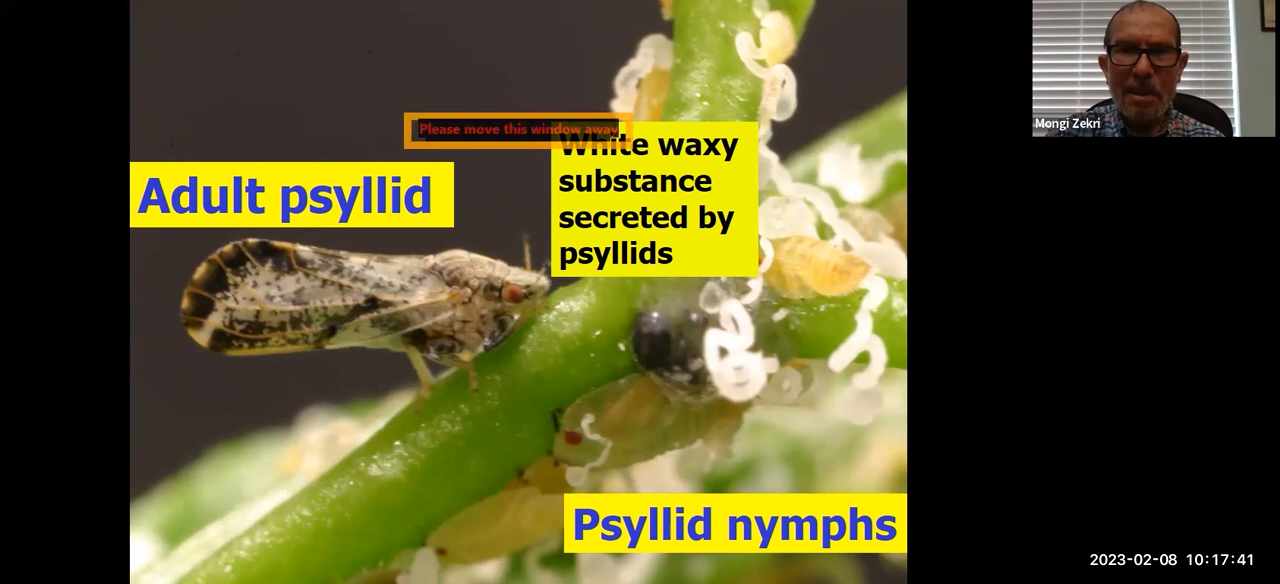 Please move this window away
Adult psyllid
White waxy
substance
secreted by
psyllids
Psyllid nymphs
Mongi Zekri
2023-02-08 10:17:41